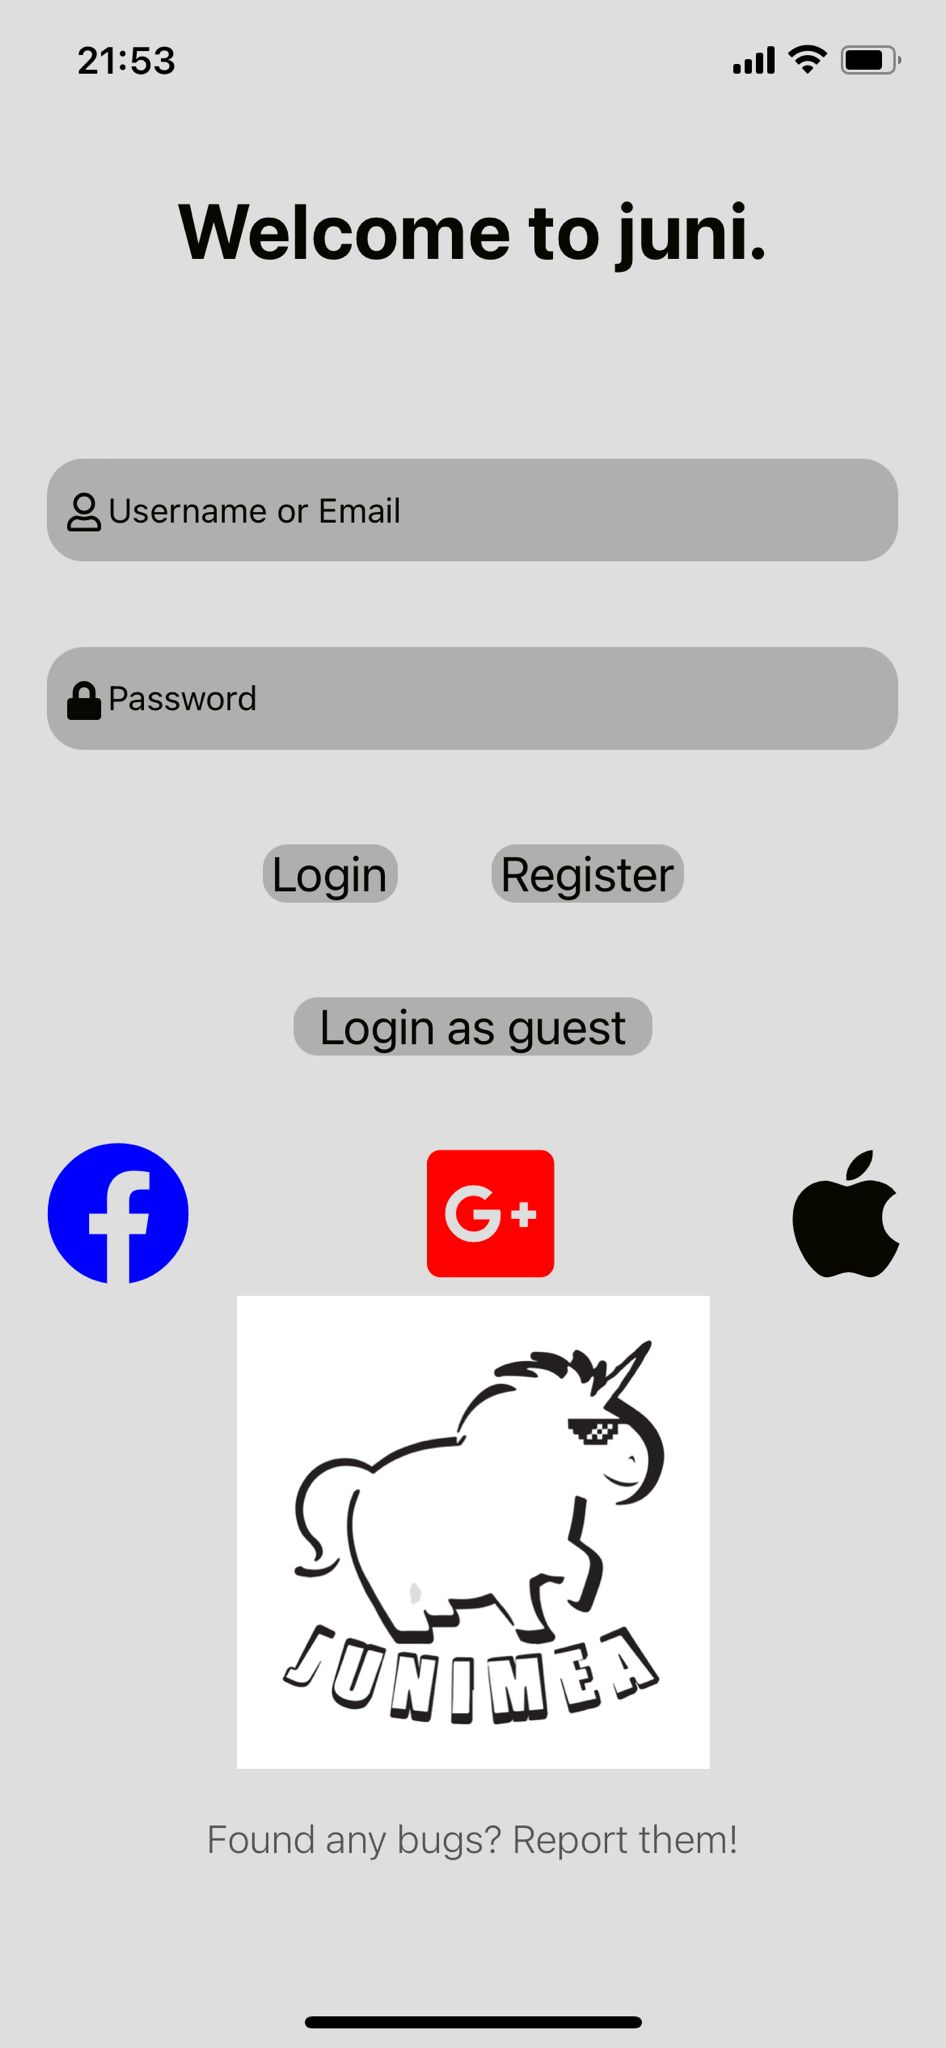 21:53
Welcome to juni.
Username or Email
Password
Login
Register
Login as guest
G+
JUNIMEA
Found any bugs? Report them!